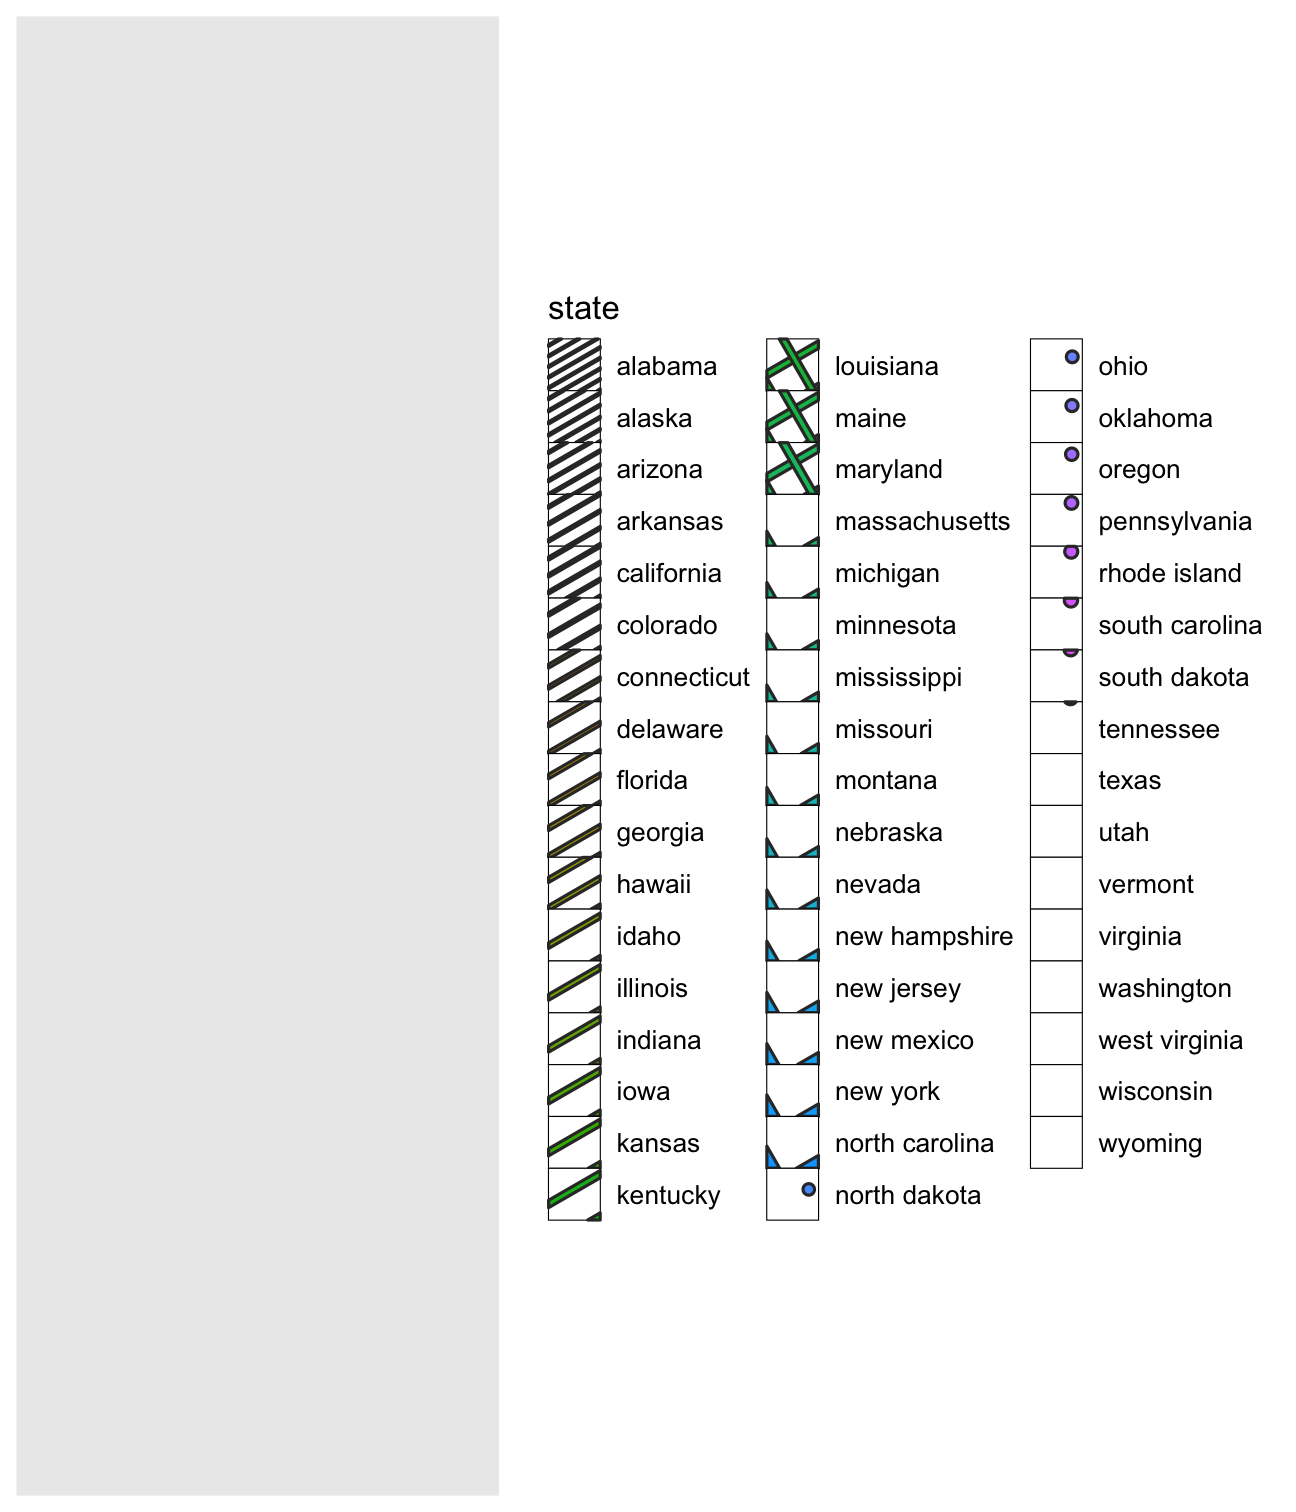 state
alabama
alaska
arizona
arkansas
california
colorado
connecticut
delaware
florida
georgia
hawaii
idaho
illinois
indiana
iowa
kansas
kentucky
louisiana
maine
maryland
massachusetts
michigan
minnesota
mississippi
missouri
montana
nebraska
nevada
new hampshire
new jersey
new mexico
new york
north carolina
north dakota
ohio
oklahoma
oregon
pennsylvania
rhode island
south carolina
south dakota
tennessee
texas
utah
vermont
virginia
washington
west virginia
wisconsin
wyoming